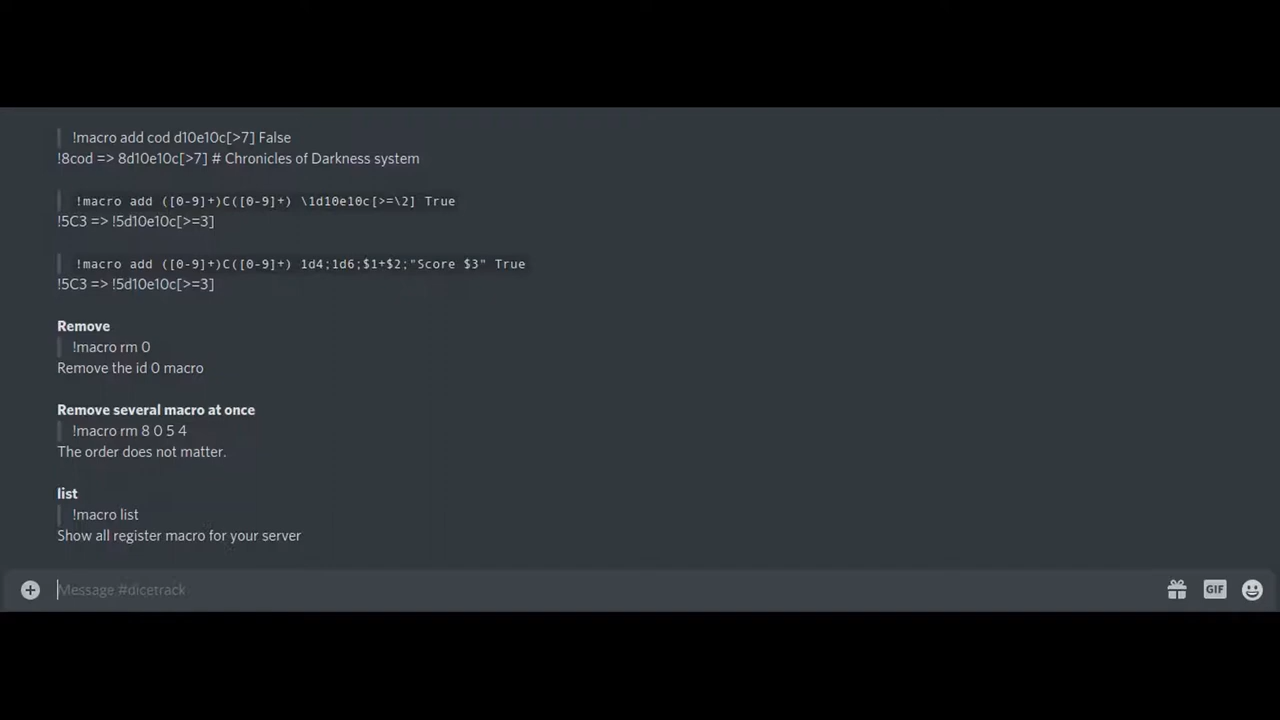 !macro add cod d10e10c[>7] False
!8cod => 8d10e10c[>7] # Chronicles of Darkness system
!macro add ([0-9]+)C([0-9]+) \1d10e10c[>=\2] True
!5C3 => !5d10e10c[>=3]
!macro add ([0-9]+)C([0-9]+) 1d4;1d6;$1+$2;"Score $3" True
!5C3 => !5d10e10c[>=3]
Remove
!macro rm 0
Remove the id 0 macro
Remove several macro at once
!macro rm 8 0 5 4
The order does not matter.
list
!macro list
Show all register macro for your server
Message #dicetrack
GIF